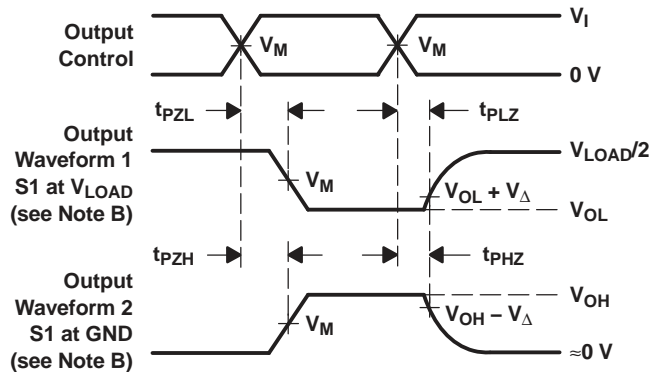 Output
Control
V_M
V_M
V_I
0 V
t_PZL
t_PLZ
Output
Waveform 1
S1 at V_LOAD
(see Note B)
V_M
V_LOAD/2
V_OL + V_Δ
V_OL
t_PZH
t_PHZ
Output
Waveform 2
S1 at GND
(see Note B)
V_M
V_OH
V_OH – V_Δ
≈0 V